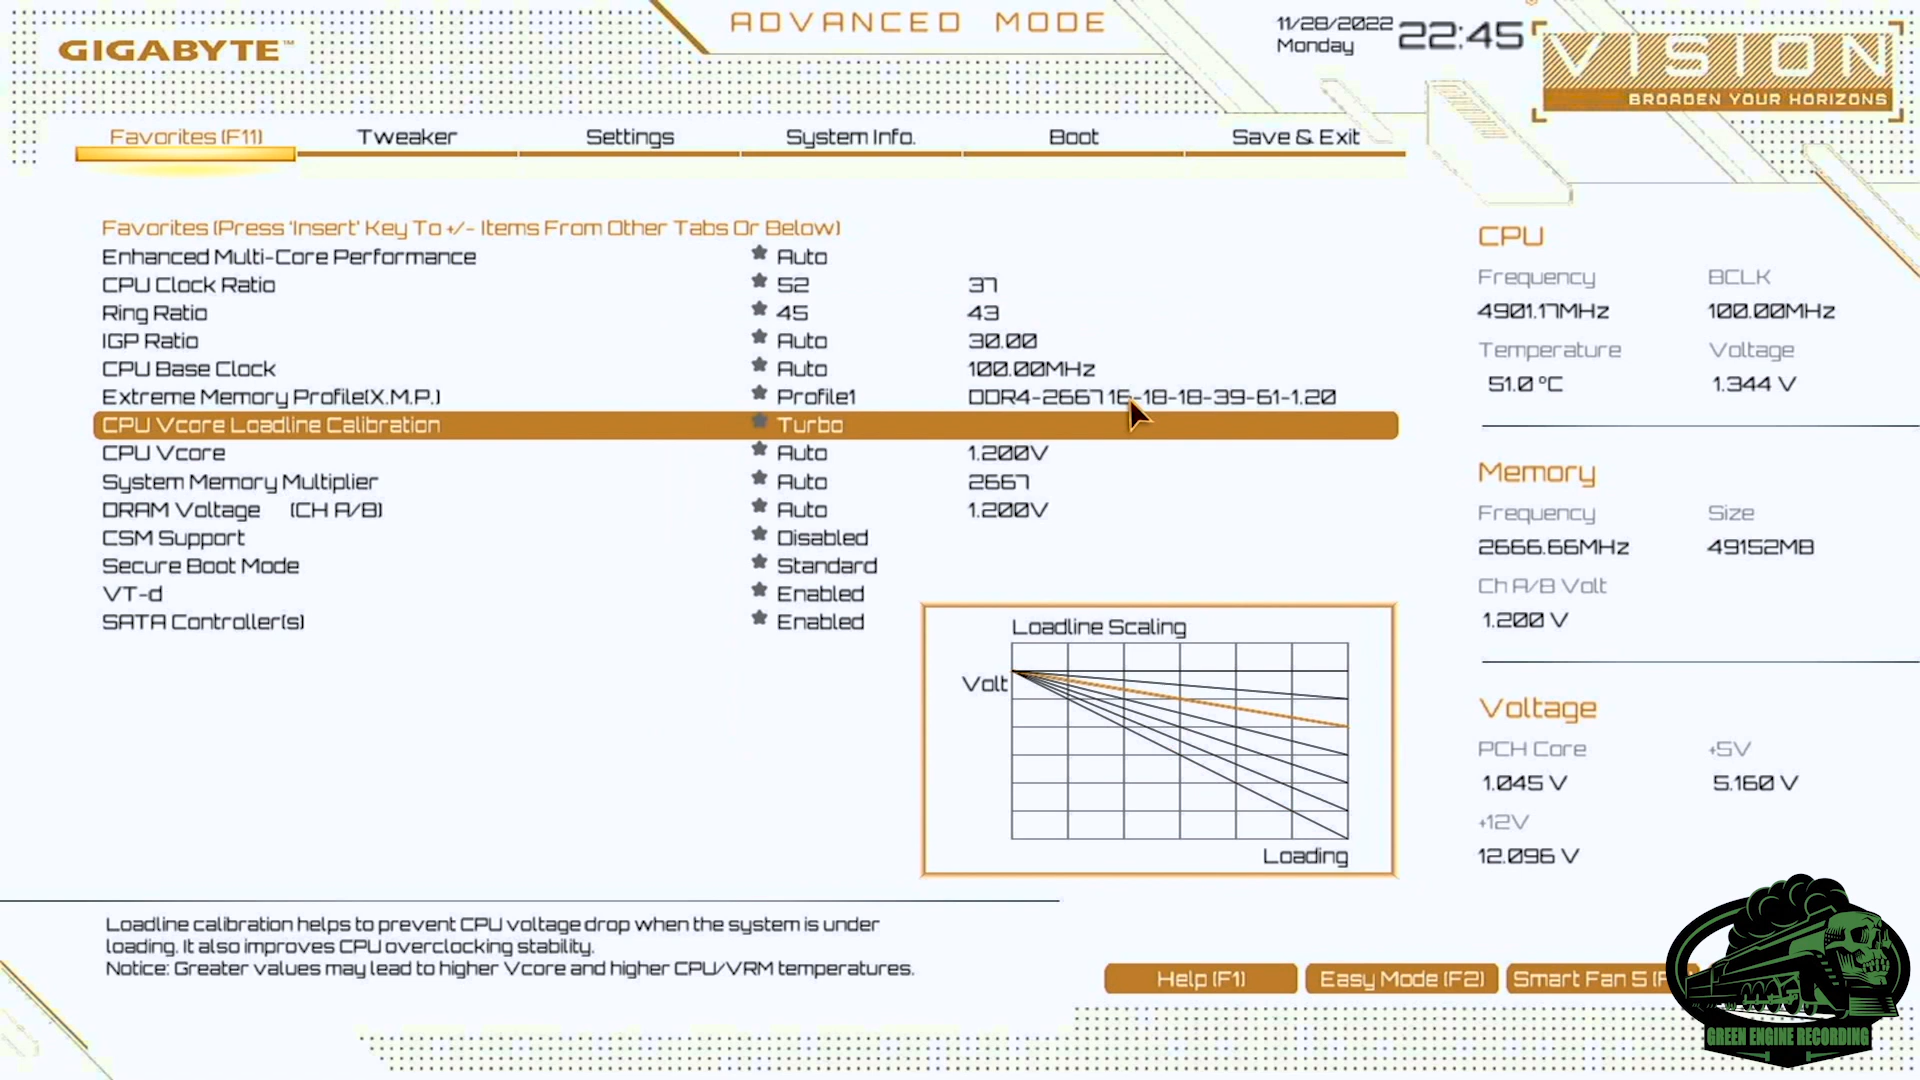 GIGABYTE™
ADVANCED MODE
11/28/2022
Monday
22:45
VISION
BROADEN YOUR HORIZONS
Favorites (F11) Tweaker Settings System Info. Boot Save & Exit
Favorites (Press 'Insert' Key To +/- Items From Other Tabs Or Below)
Enhanced Multi-Core Performance Auto
CPU Clock Ratio 52 37
Ring Ratio 45 43
IGP Ratio Auto 30.00
CPU Base Clock Auto 100.00MHz
Extreme Memory Profile(X.M.P.) Profile1 DDR4-2667 16-18-18-39-61-1.20
CPU Vcore Loadline Calibration Turbo
CPU Vcore Auto 1.200V
System Memory Multiplier Auto 2667
DRAM Voltage (CH A/B) Auto 1.200V
CSM Support Disabled
Secure Boot Mode Standard
VT-d Enabled
SATA Controller(s) Enabled
Loadline Scaling
Volt
Loading
CPU
Frequency BCLK
4901.17MHz 100.00MHz
Temperature Voltage
51.0 °C 1.344 V
Memory
Frequency Size
2666.66MHz 49152MB
Ch A/B Volt
1.200 V
Voltage
PCH Core +5V
1.045 V 5.160 V
+12V
12.096 V
Loadline calibration helps to prevent CPU voltage drop when the system is under
loading. It also improves CPU overclocking stability.
Notice: Greater values may lead to higher Vcore and higher CPU/VRM temperatures.
Help (F1) Easy Mode (F2) Smart Fan 5 (F
GREEN ENGINE RECORDING